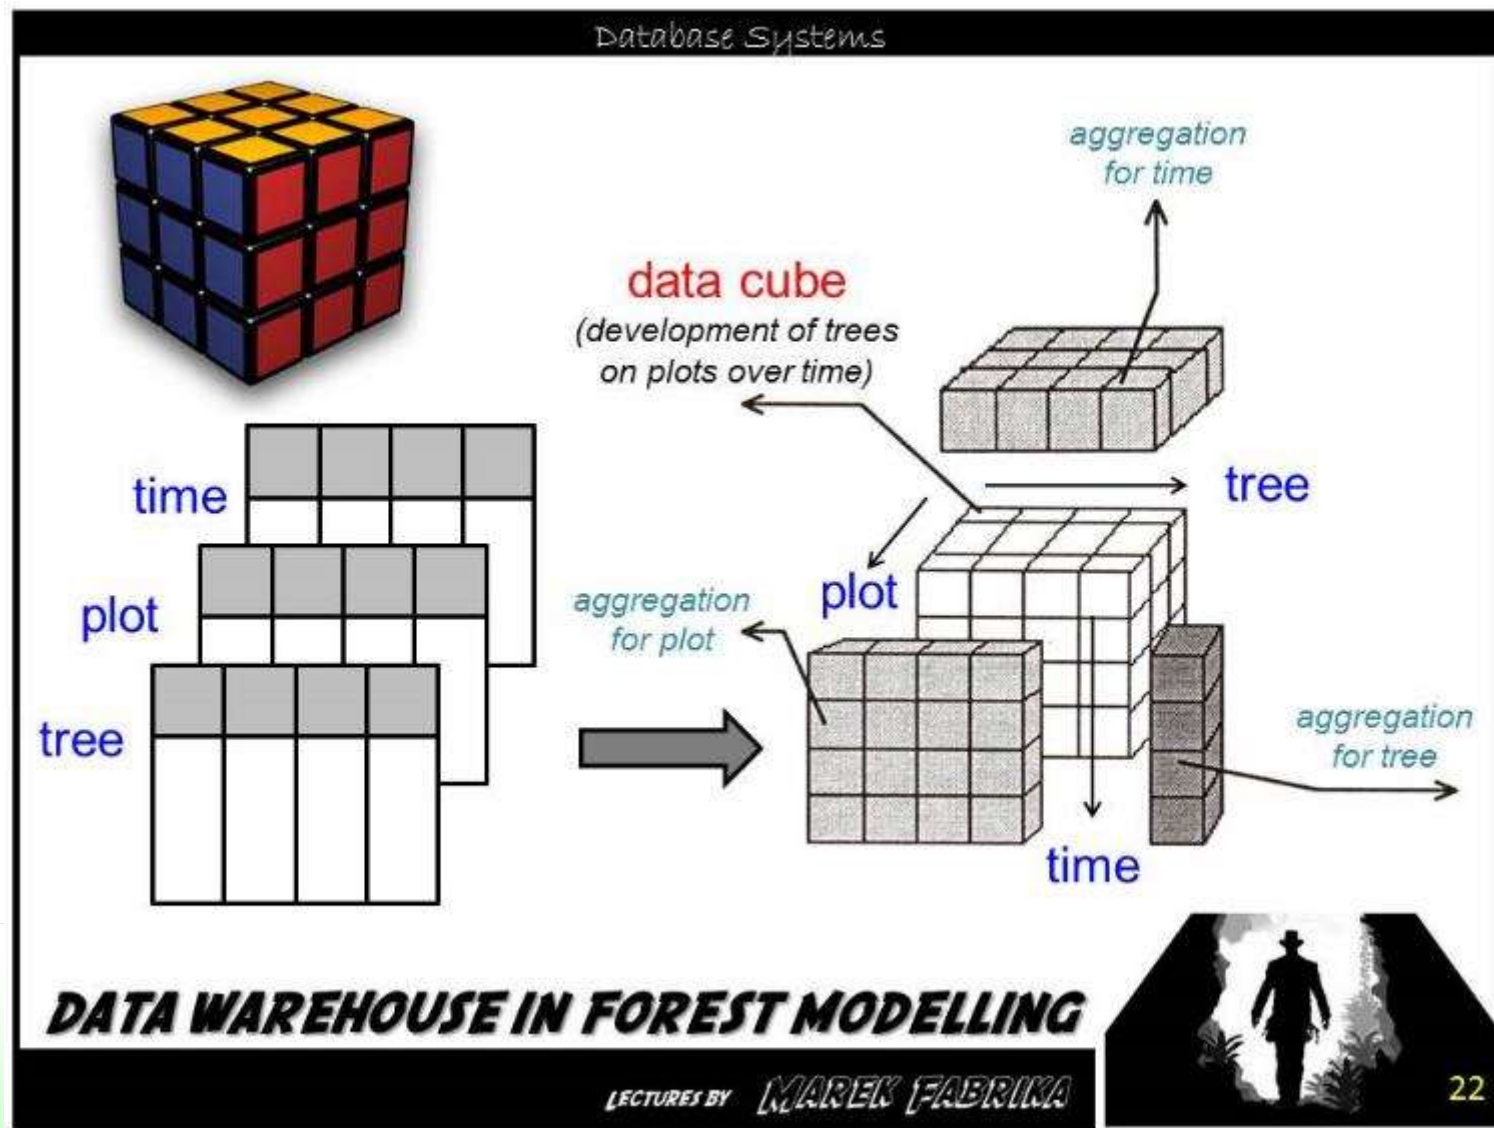 Database Systems
aggregation
for time
data cube
(development of trees
on plots over time)
time
tree
plot
plot
aggregation
for plot
tree
aggregation
for tree
time
DATA WAREHOUSE IN FOREST MODELLING
LECTURES BY MAREK FABRIKA
22